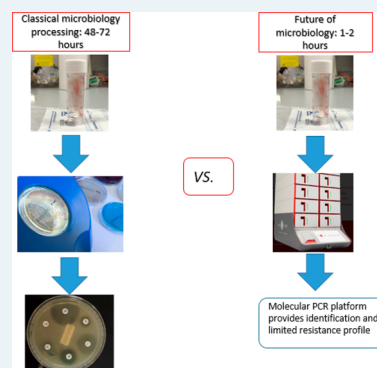 Classical microbiology
processing: 48-72
hours
Future of
microbiology: 1-2
hours
VS.
Molecular PCR platform
provides identification and
limited resistance profile